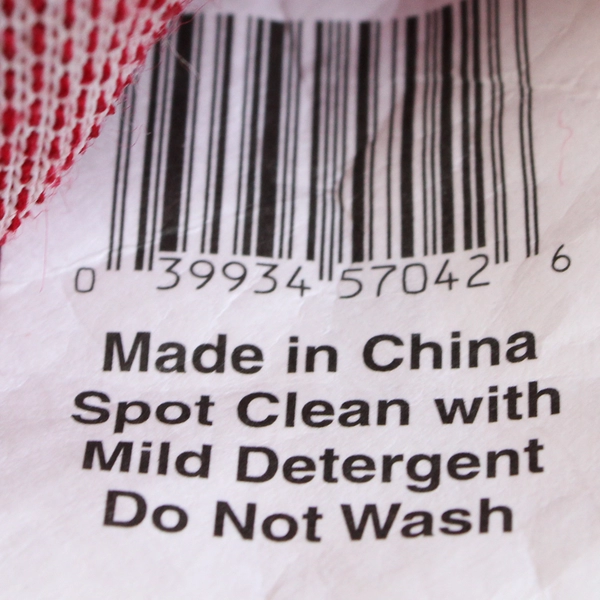 0 39934 57042 6
Made in China
Spot Clean with
Mild Detergent
Do Not Wash